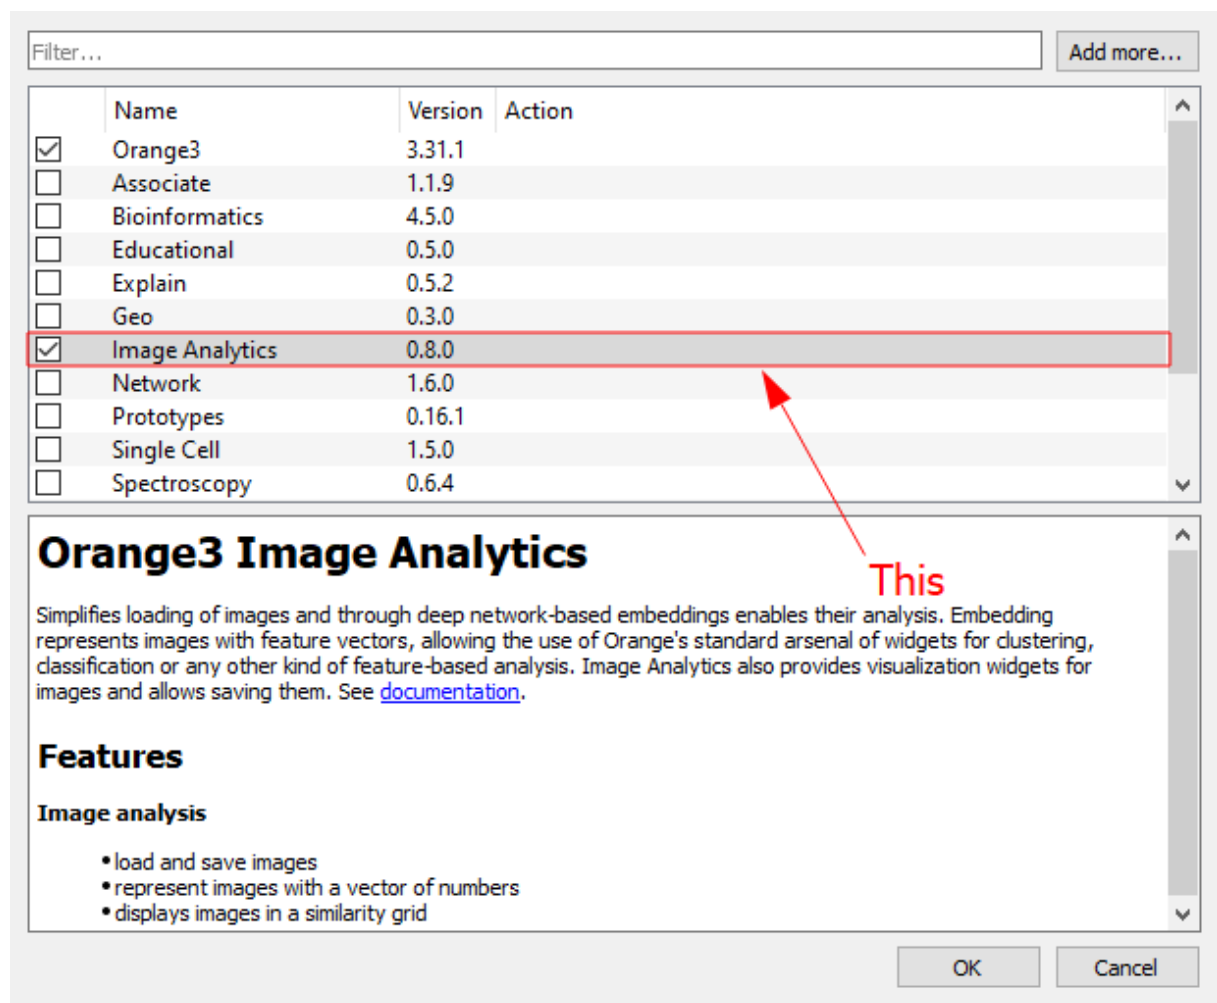 Filter...
Add more...
Name Version Action
Orange3 3.31.1
Associate 1.1.9
Bioinformatics 4.5.0
Educational 0.5.0
Explain 0.5.2
Geo 0.3.0
Image Analytics 0.8.0
Network 1.6.0
Prototypes 0.16.1
Single Cell 1.5.0
Spectroscopy 0.6.4
This
Orange3 Image Analytics
Simplifies loading of images and through deep network-based embeddings enables their analysis. Embedding
represents images with feature vectors, allowing the use of Orange's standard arsenal of widgets for clustering,
classification or any other kind of feature-based analysis. Image Analytics also provides visualization widgets for
images and allows saving them. See documentation.
Features
Image analysis
• load and save images
• represent images with a vector of numbers
• displays images in a similarity grid
OK
Cancel